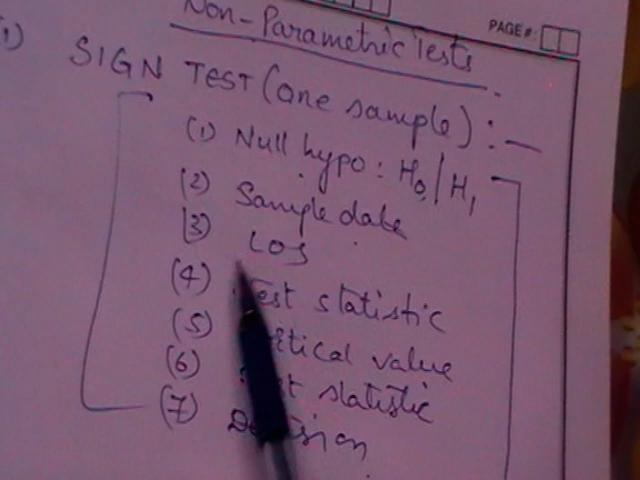 PAGE #:
Non-Parametric Tests
(1) SIGN TEST (One sample) : —
(1) Null hypo : H0 / H1
(2) Sample data
(3) LOS
(4) Test statistic
(5) critical value
(6) statistic
(7) Decision